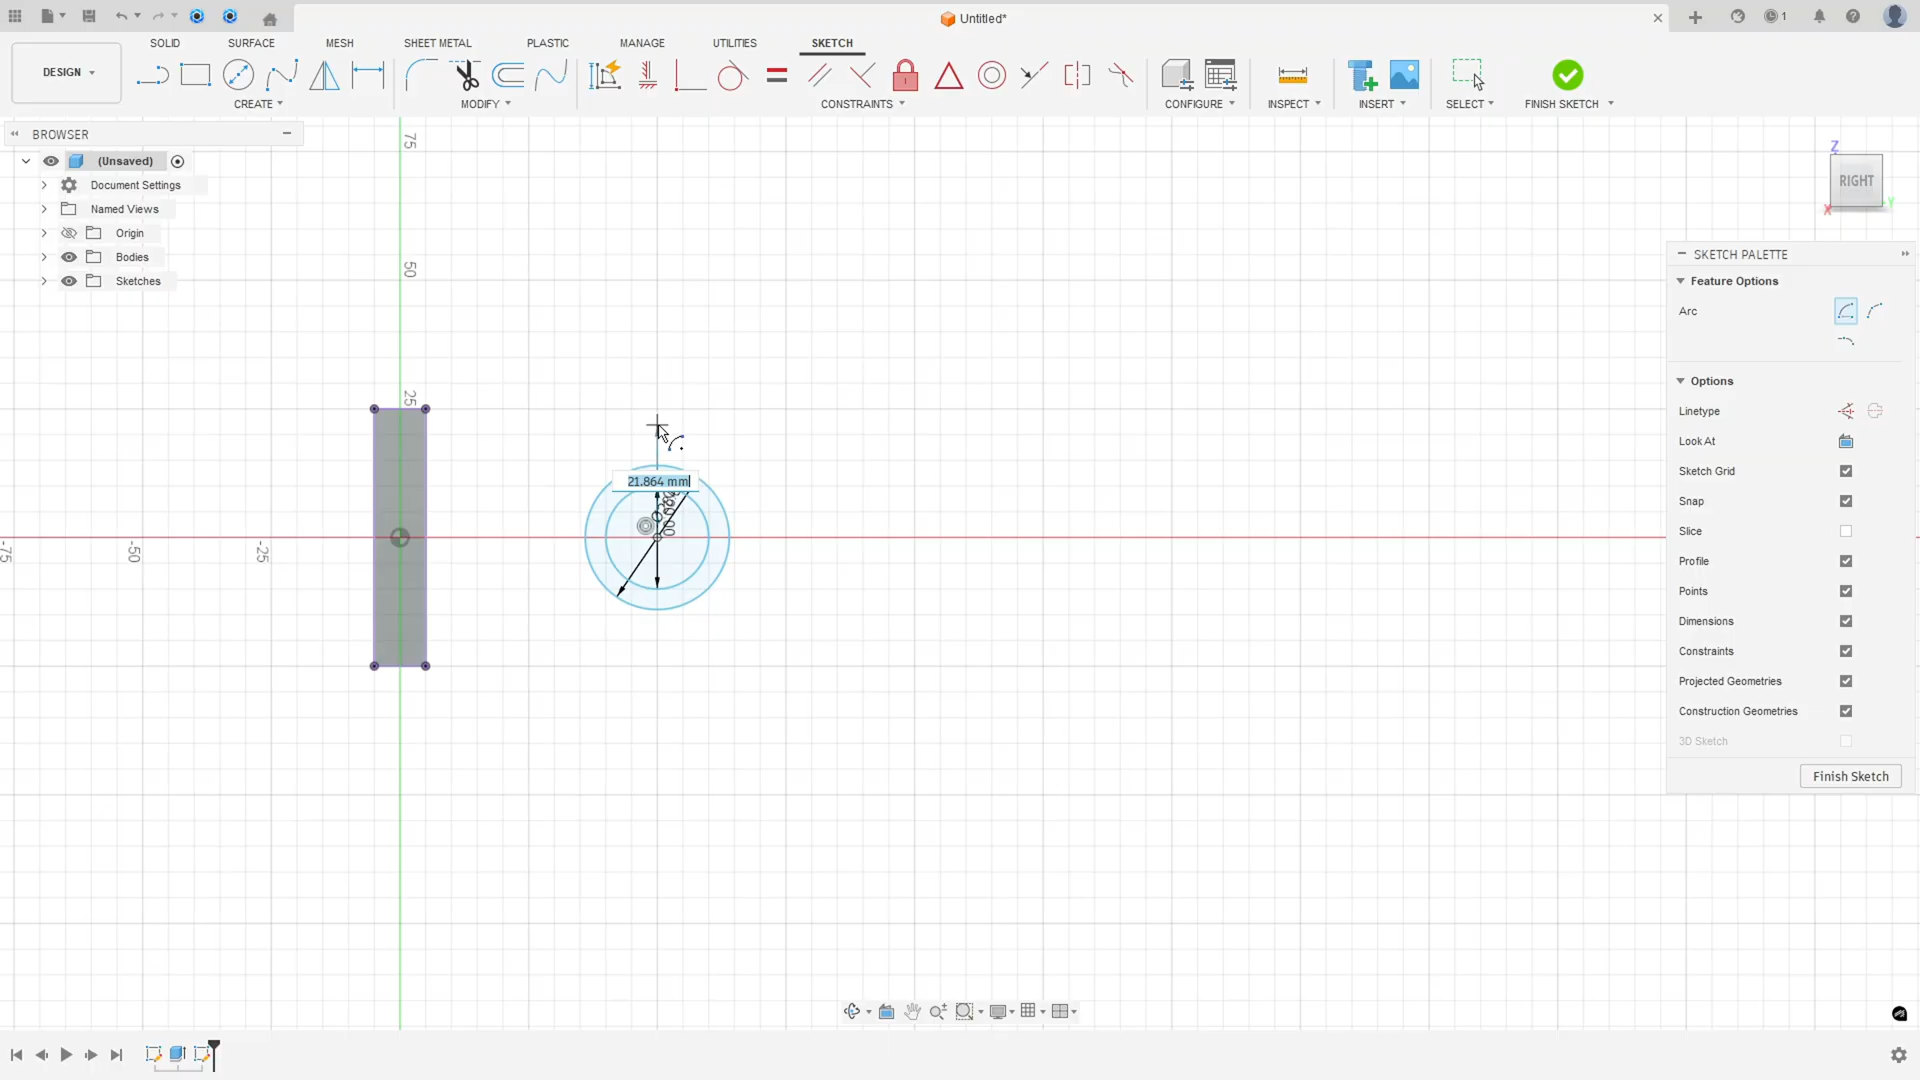 Untitled*
1
DESIGN
SOLID
SURFACE
MESH
SHEET METAL
PLASTIC
MANAGE
UTILITIES
SKETCH
CREATE
MODIFY
CONSTRAINTS
CONFIGURE
INSPECT
INSERT
SELECT
FINISH SKETCH
BROWSER
(Unsaved)
Document Settings
Named Views
Origin
Bodies
Sketches
75
50
25
-75
-50
-25
21.864 mm
Z
RIGHT
X
Y
SKETCH PALETTE
Feature Options
Arc
Options
Linetype
Look At
Sketch Grid
Snap
Slice
Profile
Points
Dimensions
Constraints
Projected Geometries
Construction Geometries
3D Sketch
Finish Sketch